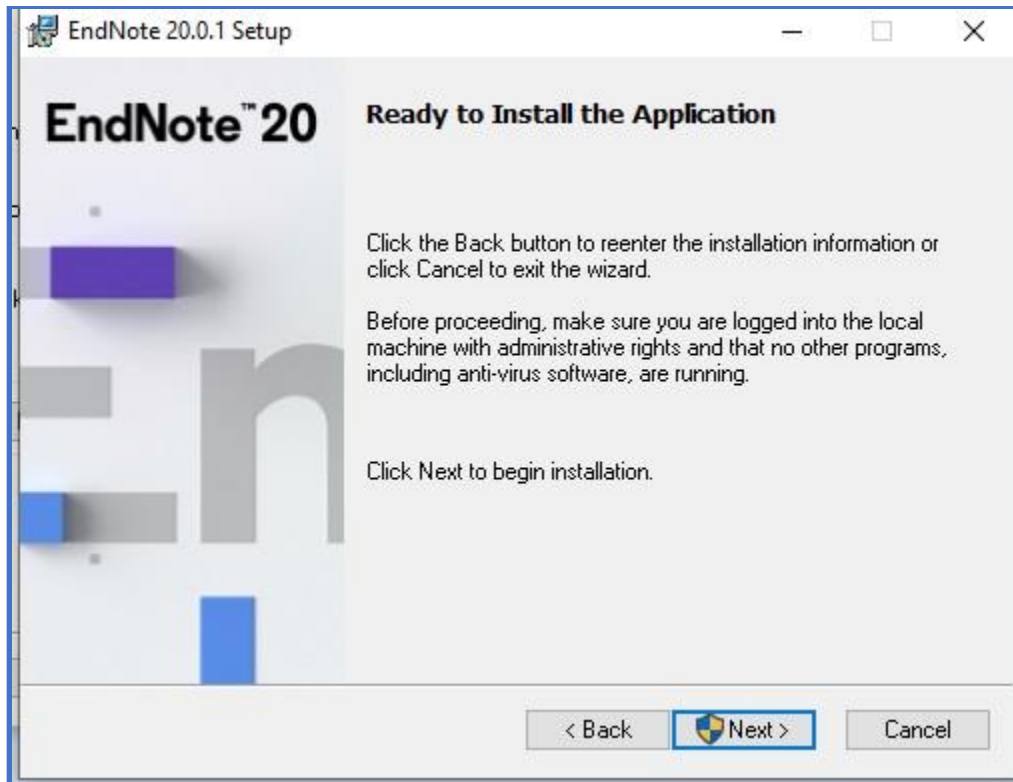 EndNote 20.0.1 Setup
EndNote™20
Ready to Install the Application
Click the Back button to reenter the installation information or
click Cancel to exit the wizard.
Before proceeding, make sure you are logged into the local
machine with administrative rights and that no other programs,
including anti-virus software, are running.
Click Next to begin installation.
En
< Back
Next >
Cancel